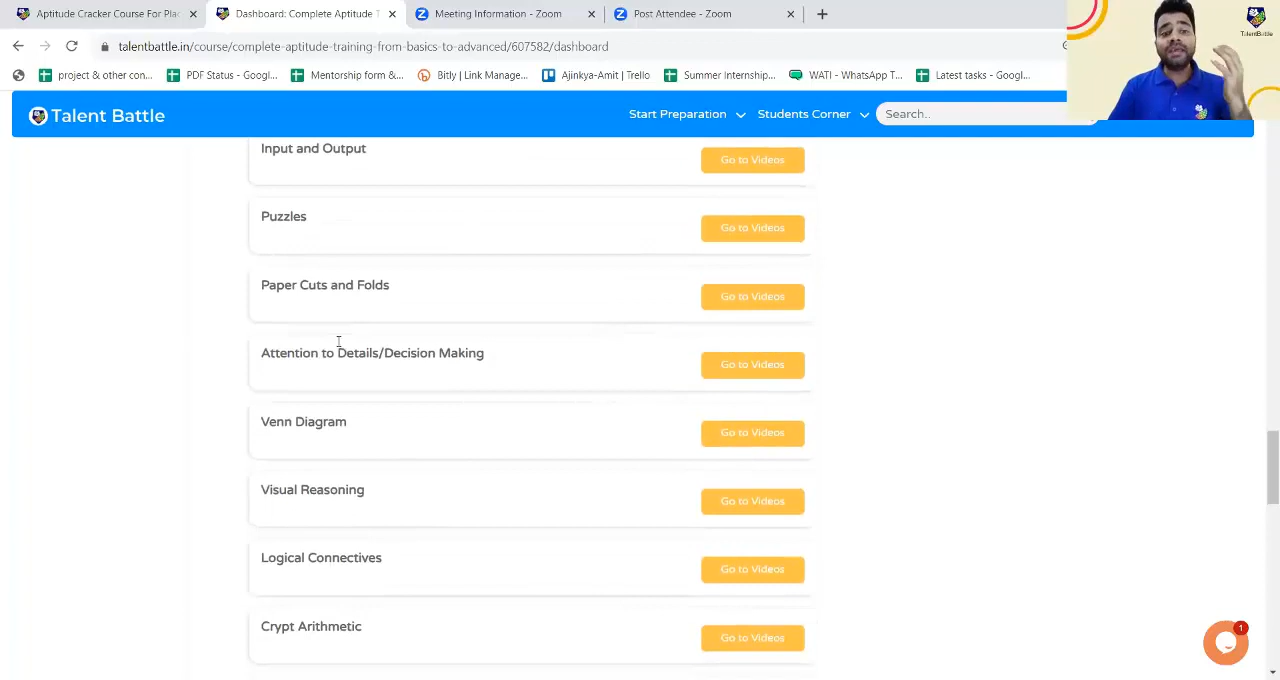 Aptitude Cracker Course For Pla
Dashboard: Complete Aptitude T
Meeting Information - Zoom
Post Attendee - Zoom
talentbattle.in/course/complete-aptitude-training-from-basics-to-advanced/607582/dashboard
project & other con...
PDF Status - Googl...
Mentorship form &...
Bitly | Link Manage...
Ajinkya-Amit | Trello
Summer Internship...
WATI - WhatsApp T...
Latest tasks - Googl...
TalentBattle
Talent Battle
Start Preparation
Students Corner
Search..
Input and Output
Go to Videos
Puzzles
Go to Videos
Paper Cuts and Folds
Go to Videos
Attention to Details/Decision Making
Go to Videos
Venn Diagram
Go to Videos
Visual Reasoning
Go to Videos
Logical Connectives
Go to Videos
Crypt Arithmetic
Go to Videos
1